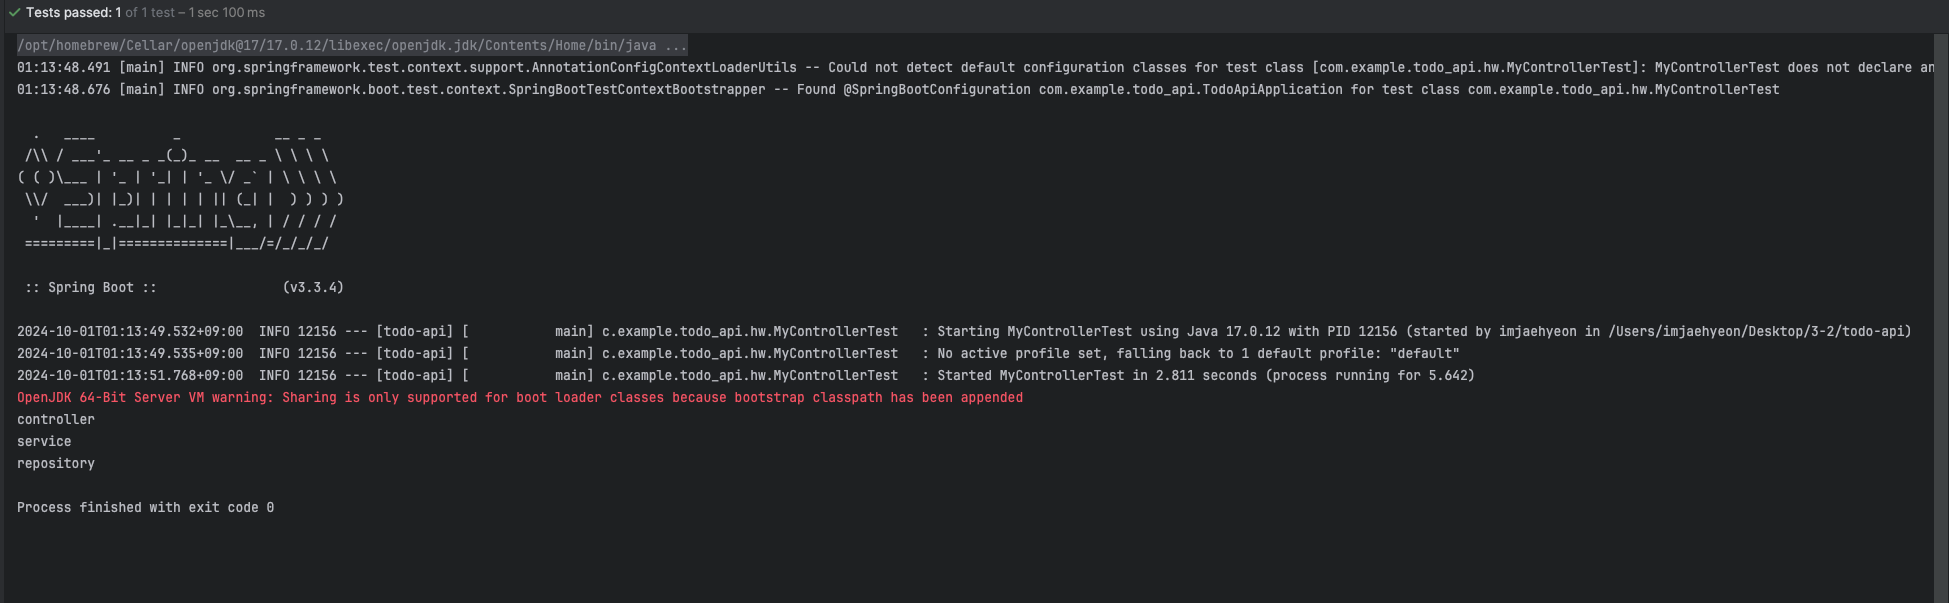 Tests passed: 1 of 1 test – 1 sec 100 ms
/opt/homebrew/Cellar/openjdk@17/17.0.12/libexec/openjdk.jdk/Contents/Home/bin/java ...
01:13:48.491 [main] INFO org.springframework.test.context.support.AnnotationConfigContextLoaderUtils -- Could not detect default configuration classes for test class [com.example.todo_api.hw.MyControllerTest]: MyControllerTest does not declare an
01:13:48.676 [main] INFO org.springframework.boot.test.context.SpringBootTestContextBootstrapper -- Found @SpringBootConfiguration com.example.todo_api.TodoApiApplication for test class com.example.todo_api.hw.MyControllerTest
  .   ____          _            __ _ _
 /\\ / ___'_ __ _ _(_)_ __  __ _ \ \ \ \
( ( )\___ | '_ | '_| | '_ \/ _` | \ \ \ \
 \\/  ___)| |_)| | | | | || (_| |  ) ) ) )
  '  |____| .__|_| |_|_| |_\__, | / / / /
 =========|_|==============|___/=/_/_/_/
 :: Spring Boot ::                (v3.3.4)
2024-10-01T01:13:49.532+09:00  INFO 12156 --- [todo-api] [           main] c.example.todo_api.hw.MyControllerTest   : Starting MyControllerTest using Java 17.0.12 with PID 12156 (started by imjaehyeon in /Users/imjaehyeon/Desktop/3-2/todo-api)
2024-10-01T01:13:49.535+09:00  INFO 12156 --- [todo-api] [           main] c.example.todo_api.hw.MyControllerTest   : No active profile set, falling back to 1 default profile: "default"
2024-10-01T01:13:51.768+09:00  INFO 12156 --- [todo-api] [           main] c.example.todo_api.hw.MyControllerTest   : Started MyControllerTest in 2.811 seconds (process running for 5.642)
OpenJDK 64-Bit Server VM warning: Sharing is only supported for boot loader classes because bootstrap classpath has been appended
controller
service
repository
Process finished with exit code 0